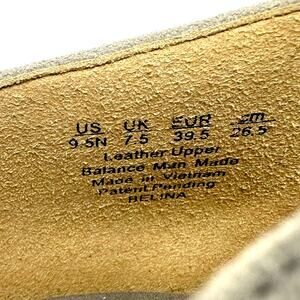 US UK EUR cm
9.5N 7.5 39.5 26.5
Leather Upper
Balance Man Made
Made in Vietnam
Patent Pending
BELINA